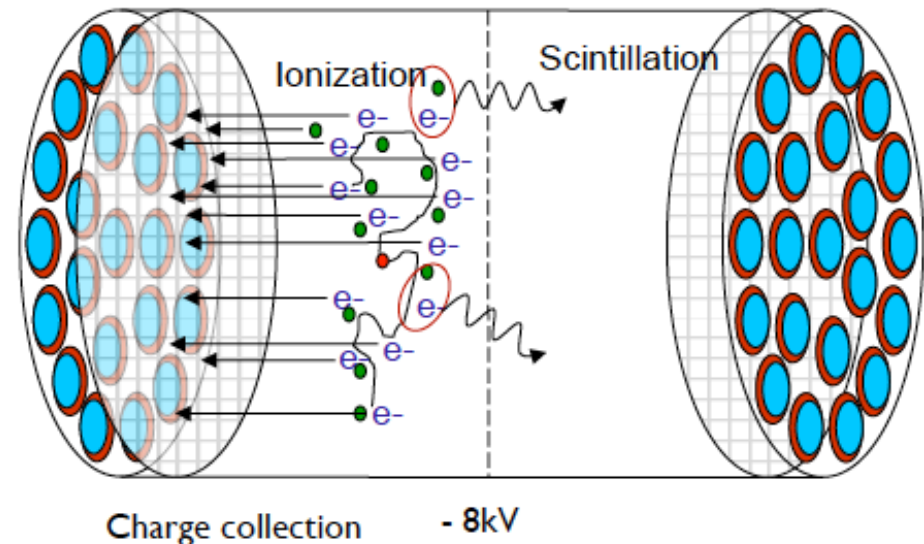 Scintillation
Ionization
e-
e-
e-
e-
e-
e-
e-
e-
e-
e-
e-
e-
e-
Charge collection
- 8kV